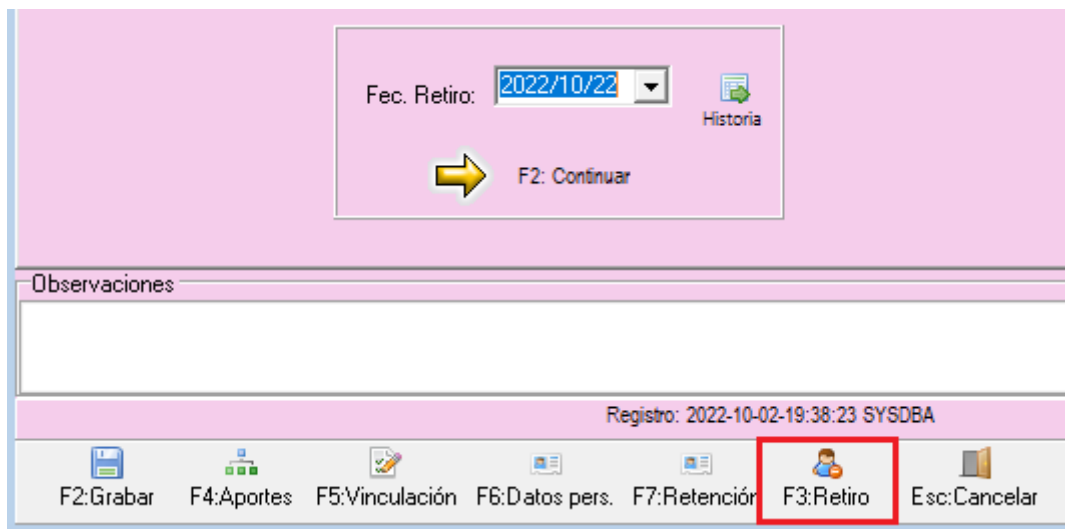 Fec. Retiro: 2022/10/22
Historia
F2: Continuar
Observaciones
Registro: 2022-10-02-19:38:23 SYSDBA
F2:Grabar F4:Aportes F5:Vinculación F6:Datos pers. F7:Retención F3:Retiro Esc:Cancelar